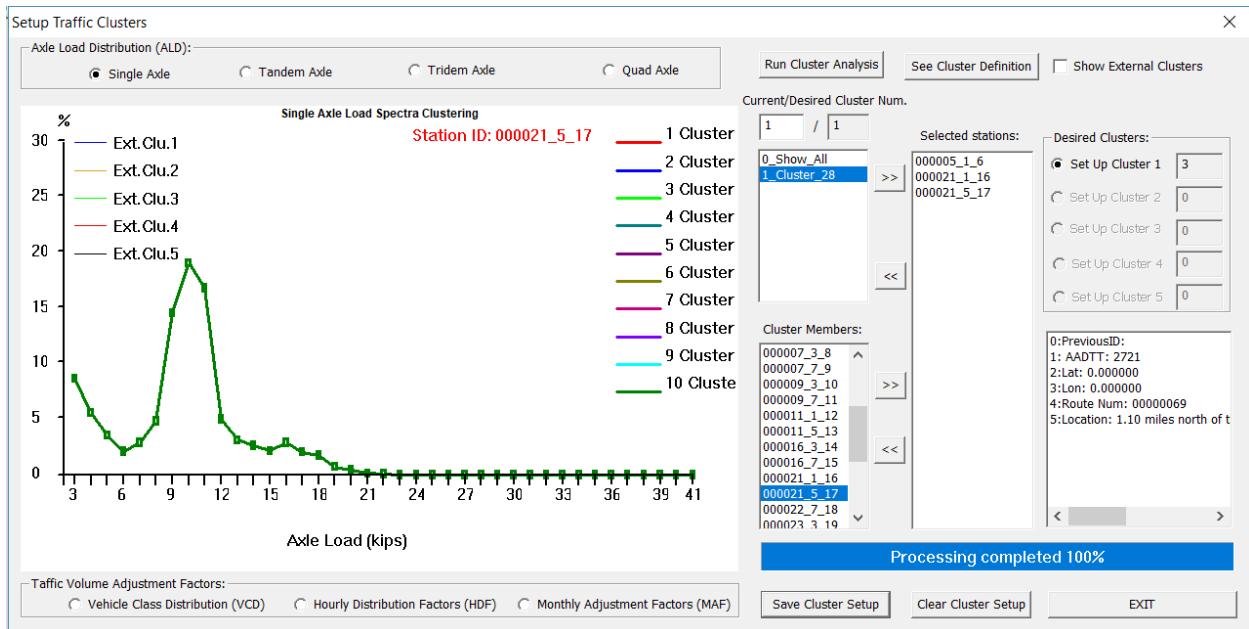 Setup Traffic Clusters
Axle Load Distribution (ALD):
Single Axle
Tandem Axle
Tridem Axle
Quad Axle
Run Cluster Analysis
See Cluster Definition
Show External Clusters
Single Axle Load Spectra Clustering
%
Station ID: 000021_5_17
30
25
20
15
10
5
0
Ext.Clu.1
Ext.Clu.2
Ext.Clu.3
Ext.Clu.4
Ext.Clu.5
1 Cluster
2 Cluster
3 Cluster
4 Cluster
5 Cluster
6 Cluster
7 Cluster
8 Cluster
9 Cluster
10 Cluste
3 6 9 12 15 18 21 24 27 30 33 36 39 41
Axle Load (kips)
Current/Desired Cluster Num.
1 / 1
0_Show_All
1_Cluster_28
>>
<<
Cluster Members:
000007_3_8
000007_7_9
000009_3_10
000009_7_11
000011_1_12
000011_5_13
000016_3_14
000016_7_15
000021_1_16
000021_5_17
000022_7_18
000023_3_19
>>
<<
Selected stations:
000005_1_6
000021_1_16
000021_5_17
Desired Clusters:
Set Up Cluster 1 3
Set Up Cluster 2 0
Set Up Cluster 3 0
Set Up Cluster 4 0
Set Up Cluster 5 0
0:PreviousID:
1: AADTT: 2721
2:Lat: 0.000000
3:Lon: 0.000000
4:Route Num: 00000069
5:Location: 1.10 miles north of t
Processing completed 100%
Taffic Volume Adjustment Factors:
Vehicle Class Distribution (VCD)
Hourly Distribution Factors (HDF)
Monthly Adjustment Factors (MAF)
Save Cluster Setup
Clear Cluster Setup
EXIT